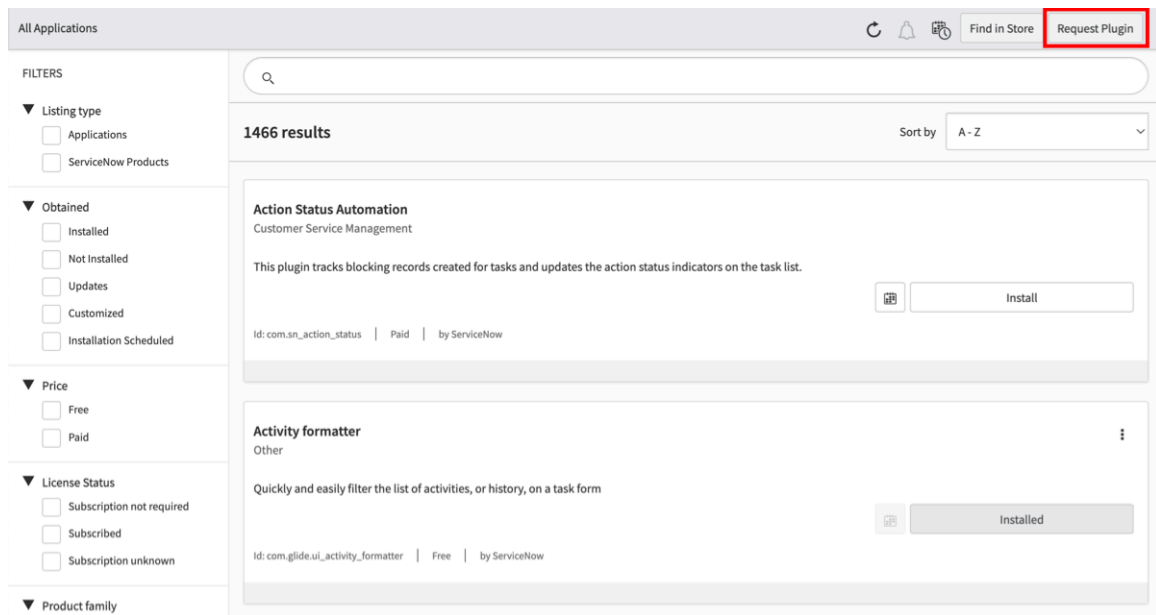 All Applications
Find in Store
Request Plugin
FILTERS
Listing type
Applications
ServiceNow Products
Obtained
Installed
Not Installed
Updates
Customized
Installation Scheduled
Price
Free
Paid
License Status
Subscription not required
Subscribed
Subscription unknown
Product family
1466 results
Sort by
A - Z
Action Status Automation
Customer Service Management
This plugin tracks blocking records created for tasks and updates the action status indicators on the task list.
Install
Id: com.sn_action_status | Paid | by ServiceNow
Activity formatter
Other
Quickly and easily filter the list of activities, or history, on a task form
Installed
Id: com.glide.ui_activity_formatter | Free | by ServiceNow